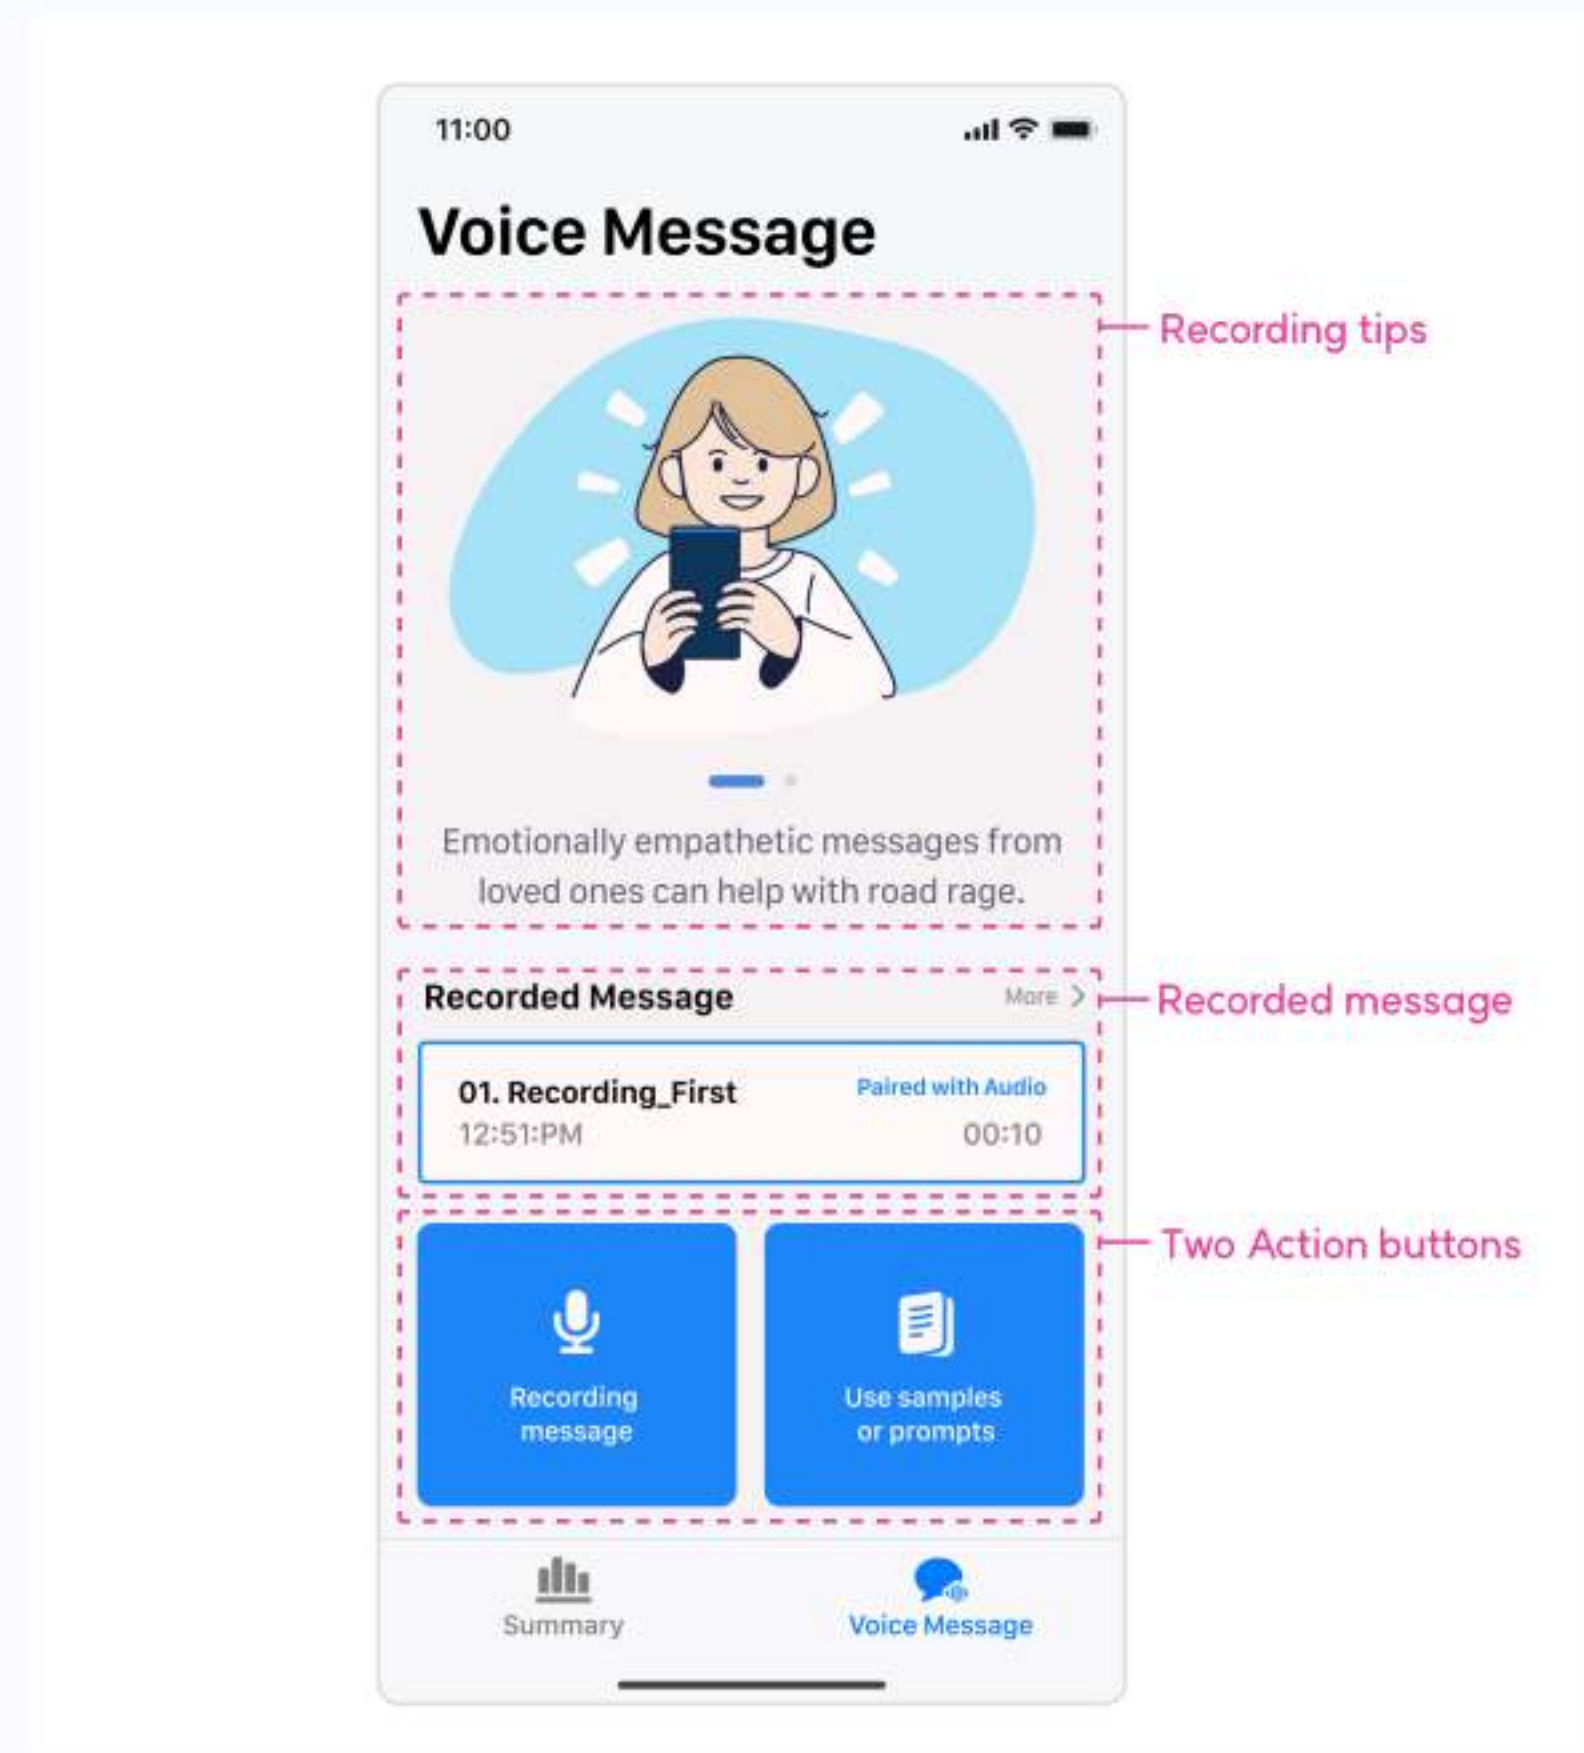 11:00
Voice Message
Recording tips
Emotionally empathetic messages from
loved ones can help with road rage.
Recorded Message
More >
Recorded message
01. Recording_First
Paired with Audio
12:51:PM
00:10
Two Action buttons
Recording
message
Use samples
or prompts
Summary
Voice Message